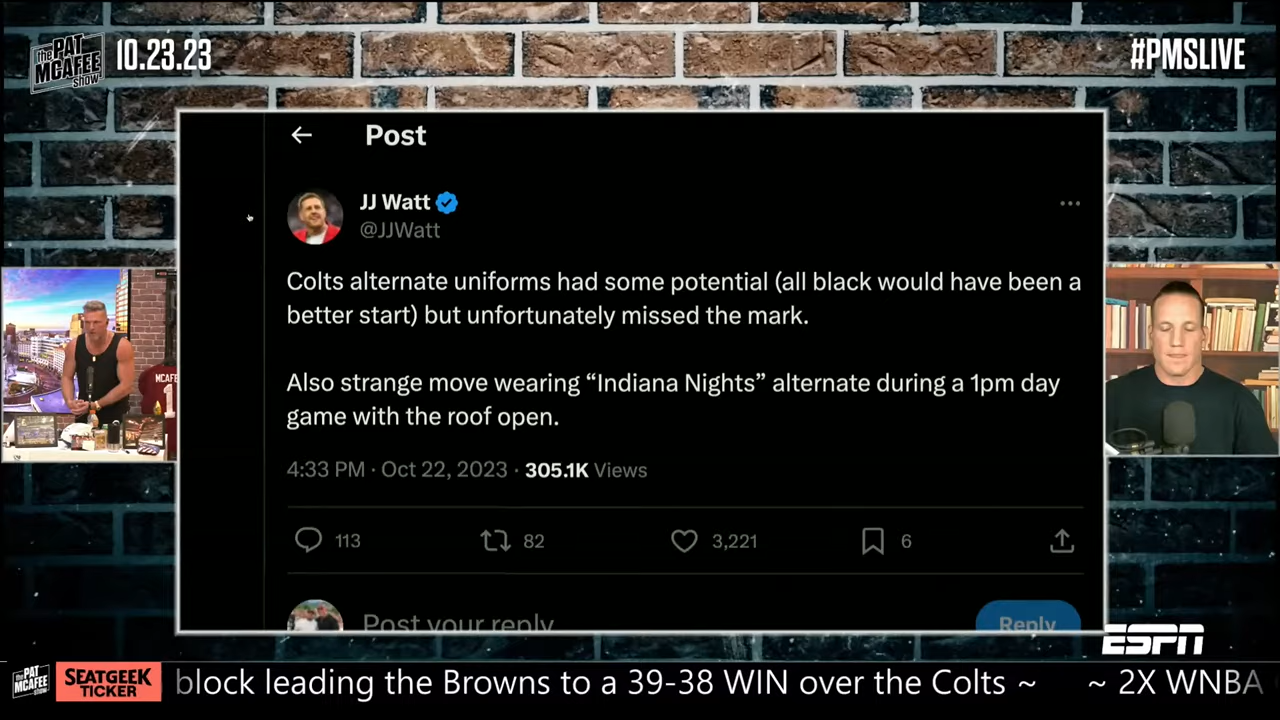 the PAT MCAFEE show
10.23.23
#PMSLIVE
Post
JJ Watt
@JJWatt
Colts alternate uniforms had some potential (all black would have been a
better start) but unfortunately missed the mark.
Also strange move wearing “Indiana Nights” alternate during a 1pm day
game with the roof open.
4:33 PM · Oct 22, 2023 · 305.1K Views
113
82
3,221
6
Post your reply
Reply
MCAFE
1
ESPN
the PAT MCAFEE show
SEATGEEK
TICKER
block leading the Browns to a 39-38 WIN over the Colts ~ ~ 2X WNBA